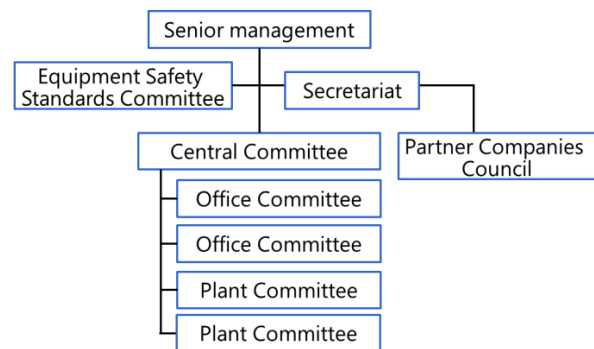 Senior management
Equipment Safety
Standards Committee
Secretariat
Central Committee
Partner Companies
Council
Office Committee
Office Committee
Plant Committee
Plant Committee